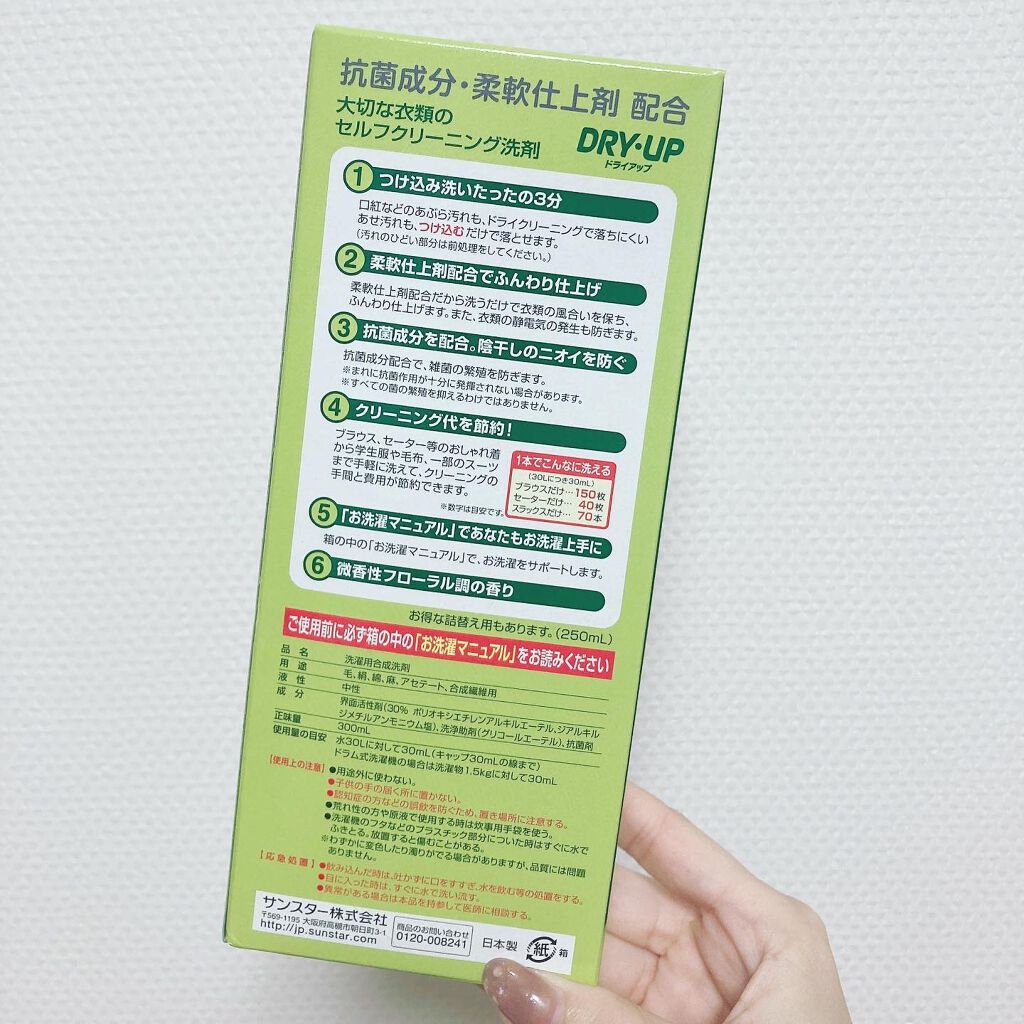 抗菌成分・柔軟仕上剤 配合
大切な衣類の
セルフクリーニング洗剤
DRY・UP
ドライアップ
1 つけ込み洗いたったの3分
口紅などのあぶら汚れも、ドライクリーニングで落ちにくい
あせ汚れも、つけ込むだけで落とせます。
(汚れのひどい部分は前処理をしてください。)
2 柔軟仕上剤配合でふんわり仕上げ
柔軟仕上剤配合だから洗うだけで衣類の風合いを保ち、
ふんわり仕上げます。また、衣類の静電気の発生も防ぎます。
3 抗菌成分を配合。陰干しのニオイを防ぐ
抗菌成分配合で、雑菌の繁殖を防ぎます。
※まれに抗菌作用が十分に発揮されない場合があります。
※すべての菌の繁殖を抑えるわけではありません。
4 クリーニング代を節約！
ブラウス、セーター等のおしゃれ着
から学生服や毛布、一部のスーツ
まで手軽に洗えて、クリーニングの
手間と費用が節約できます。
※数字は目安です。
1本でこんなに洗える
(30Lにつき30mL)
ブラウスだけ…150枚
セーターだけ… 40枚
スラックスだけ… 70本
5 「お洗濯マニュアル」であなたもお洗濯上手に
箱の中の「お洗濯マニュアル」で、お洗濯をサポートします。
6 微香性フローラル調の香り
お得な詰替え用もあります。(250mL)
ご使用前に必ず箱の中の「お洗濯マニュアル」をお読みください
品名 洗濯用合成洗剤
用途 毛、絹、綿、麻、アセテート、合成繊維用
液性 中性
成分 界面活性剤(30% ポリオキシエチレンアルキルエーテル、ジアルキル
ジメチルアンモニウム塩)、洗浄助剤(グリコールエーテル)、抗菌剤
正味量 300mL
使用量の目安 水30Lに対して30mL(キャップ30mLの線まで)
ドラム式洗濯機の場合は洗濯物1.5kgに対して30mL
【使用上の注意】●用途外に使わない。
●子供の手の届く所に置かない。
●認知症の方などの誤飲を防ぐため、置き場所に注意する。
●荒れ性の方や原液で使用する時は炊事用手袋を使う。
●洗濯機のフタなどのプラスチック部分についた時はすぐに水で
ふきとる。放置すると傷むことがある。
※わずかに変色したり濁りがでる場合がありますが、品質には問題
ありません。
【応急処置】●飲み込んだ時は、吐かずに口をすすぎ、水を飲む等の処置をする。
●目に入った時は、すぐに水で洗い流す。
●異常がある場合は本品を持参して医師に相談する。
サンスター株式会社
〒569-1195 大阪府高槻市朝日町3-1
http://jp.sunstar.com
商品のお問い合わせ
0120-008241
日本製
紙
箱